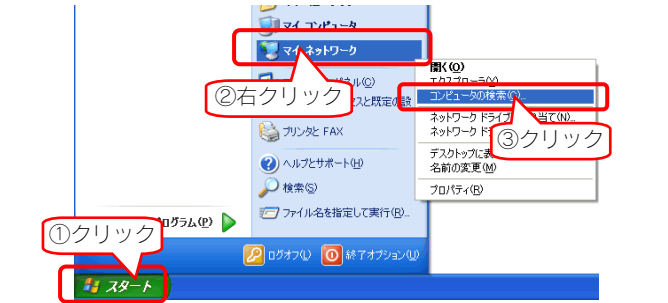 マイ コンピュータ
マイ ネットワーク
開く(O)
エクスプローラ(X)
コンピュータの検索(C)...
②右クリック
ネットワーク ドライブ
当て(N)...
ネットワーク
③クリック
プリンタと FAX
デスクトップに
名前の変更(M)
ヘルプとサポート(H)
検索(S)
プロパティ(R)
ファイル名を指定して実行(R)...
プログラム(P)
①クリック
ログオフ(L)
終了オプション(U)
スタート